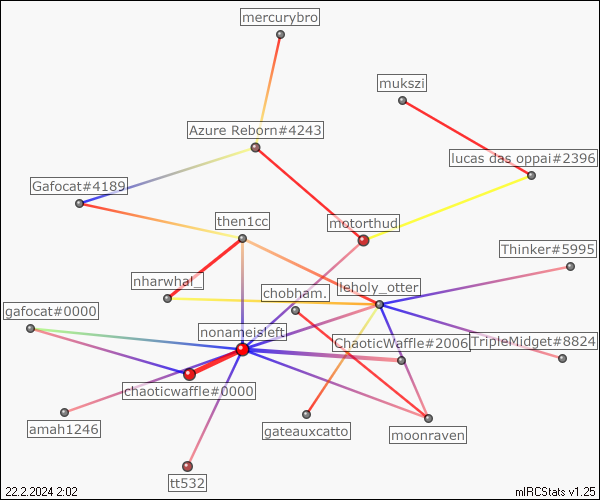 mercurybro
mukszi
Azure Reborn#4243
lucas das oppai#2396
Gafocat#4189
then1cc
motorthud
Thinker#5995
nharwhal_
chobham.
leholy_otter
gafocat#0000
nonamejsleft
ChaoticWaffle#2006
TripleMidget#8824
chaoticwaffle#0000
amah1246
gateauxcatto
moonraven
tt532
22.2.2024 2:02
mIRCStats v1.25